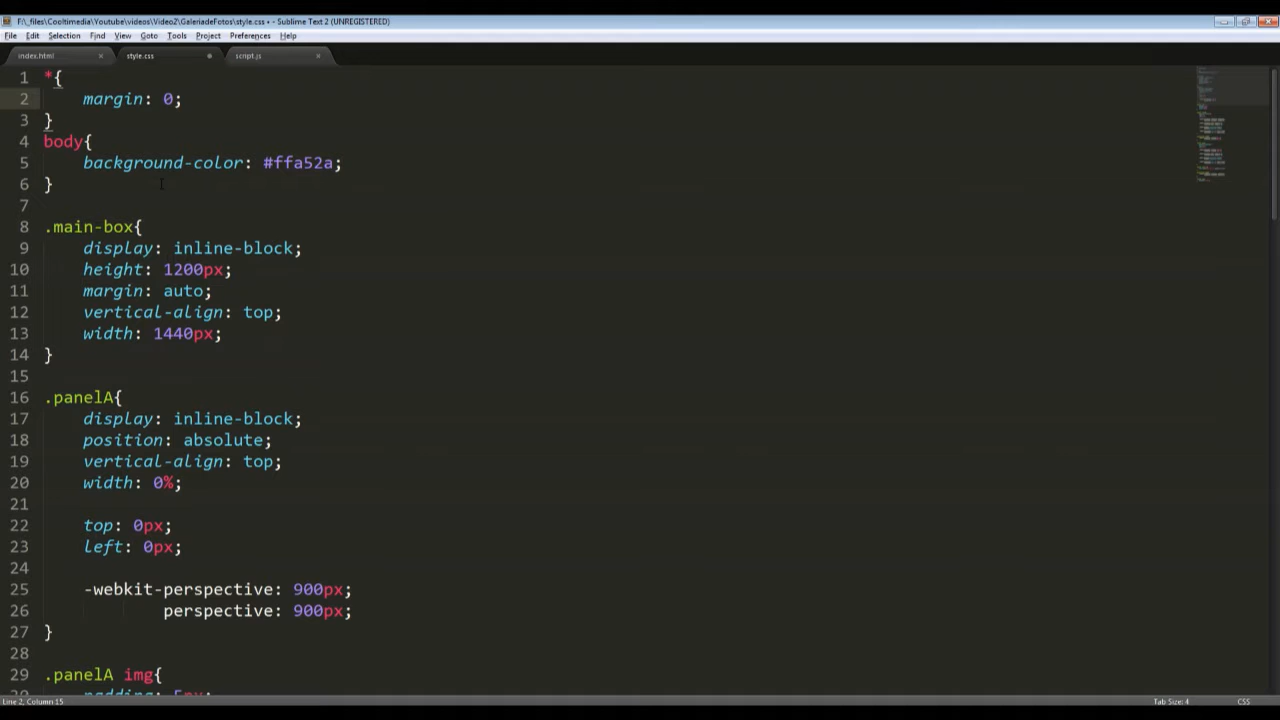 F:\_files\Cooltimedia\Youtube\videos\Video2\GaleriadeFotos\style.css • - Sublime Text 2 (UNREGISTERED)
File Edit Selection Find View Goto Tools Project Preferences Help
index.html × style.css script.js ×
1 *{
2 margin: 0;
3 }
4 body{
5 background-color: #ffa52a;
6 }
7
8 .main-box{
9 display: inline-block;
10 height: 1200px;
11 margin: auto;
12 vertical-align: top;
13 width: 1440px;
14 }
15
16 .panelA{
17 display: inline-block;
18 position: absolute;
19 vertical-align: top;
20 width: 0%;
21
22 top: 0px;
23 left: 0px;
24
25 -webkit-perspective: 900px;
26 perspective: 900px;
27 }
28
29 .panelA img{
30 padding: 5px;
Line 2, Column 15 Tab Size: 4 CSS